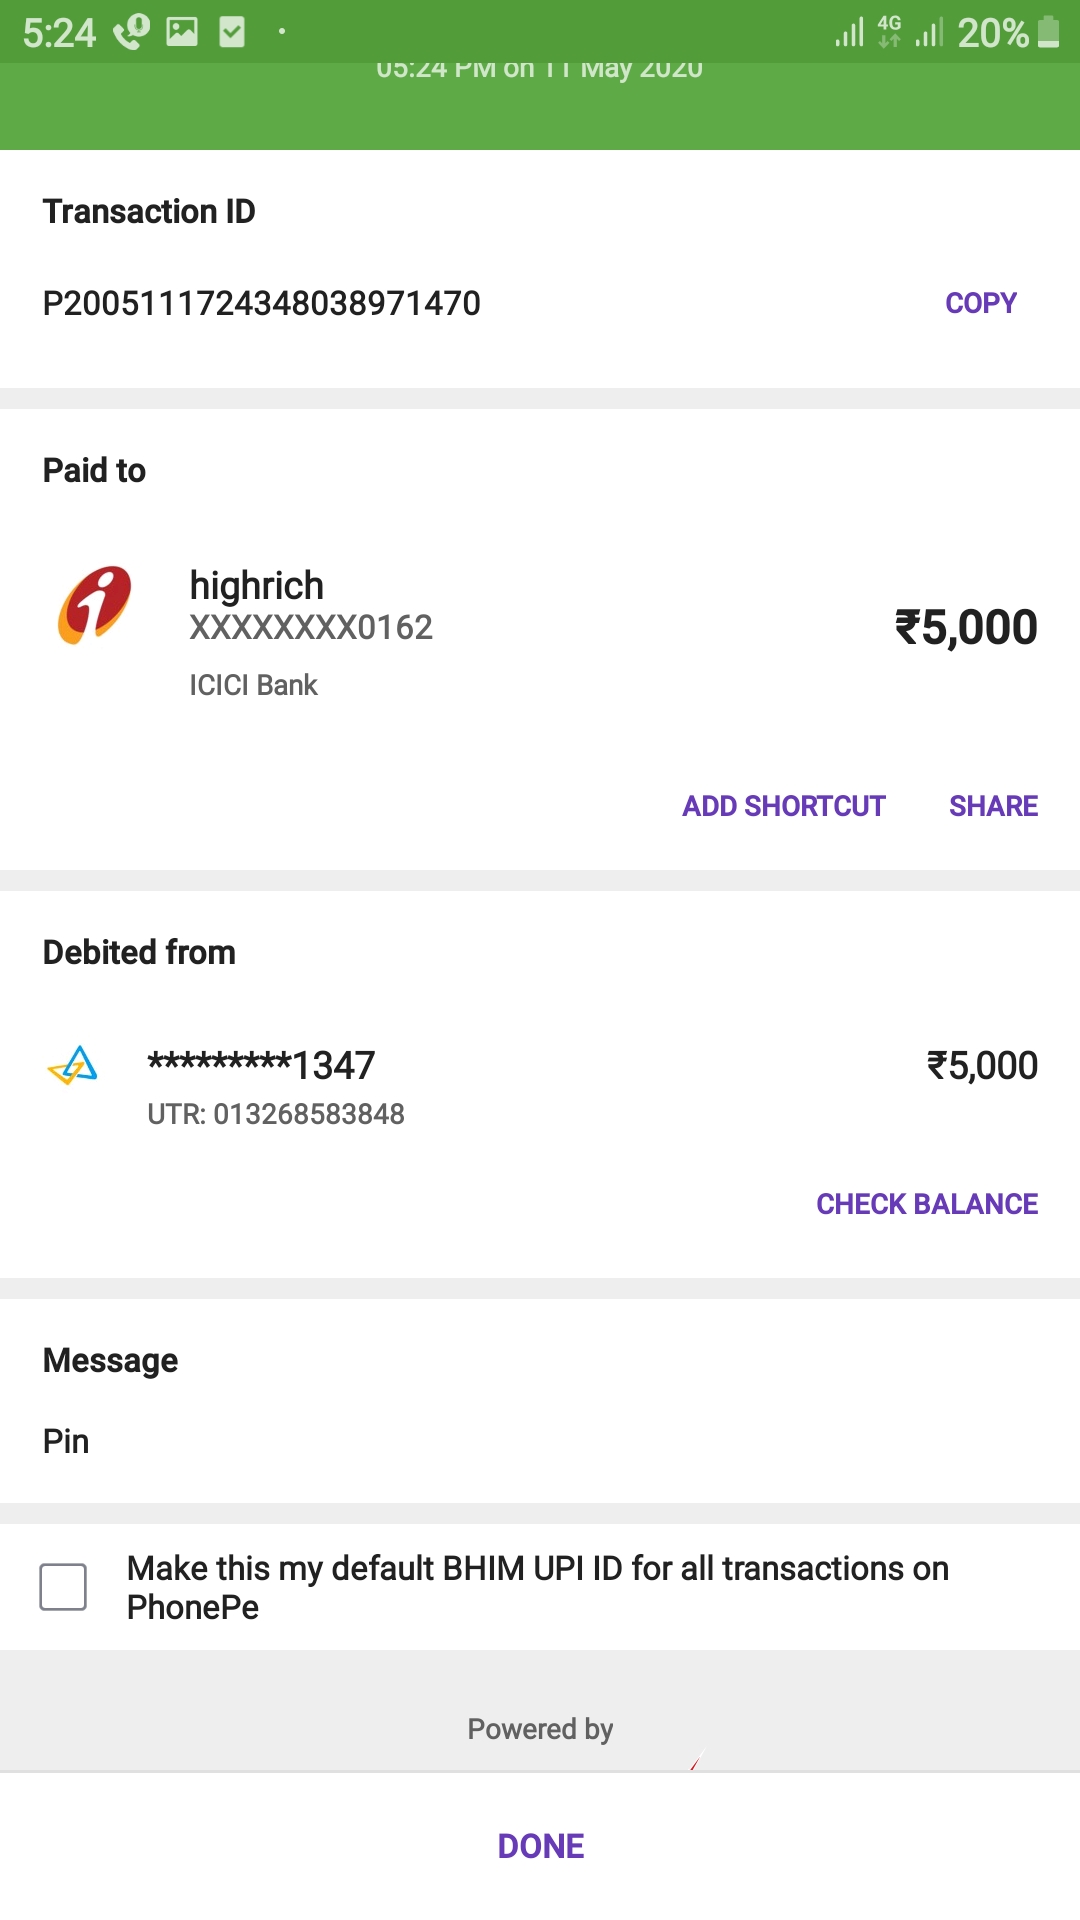 5:24
4G
20%
05:24 PM on 11 May 2020
Transaction ID
P2005111724348038971470
COPY
Paid to
highrich
XXXXXXXX0162
₹5,000
ICICI Bank
ADD SHORTCUT SHARE
Debited from
*********1347
₹5,000
UTR: 013268583848
CHECK BALANCE
Message
Pin
Make this my default BHIM UPI ID for all transactions on
PhonePe
Powered by
DONE